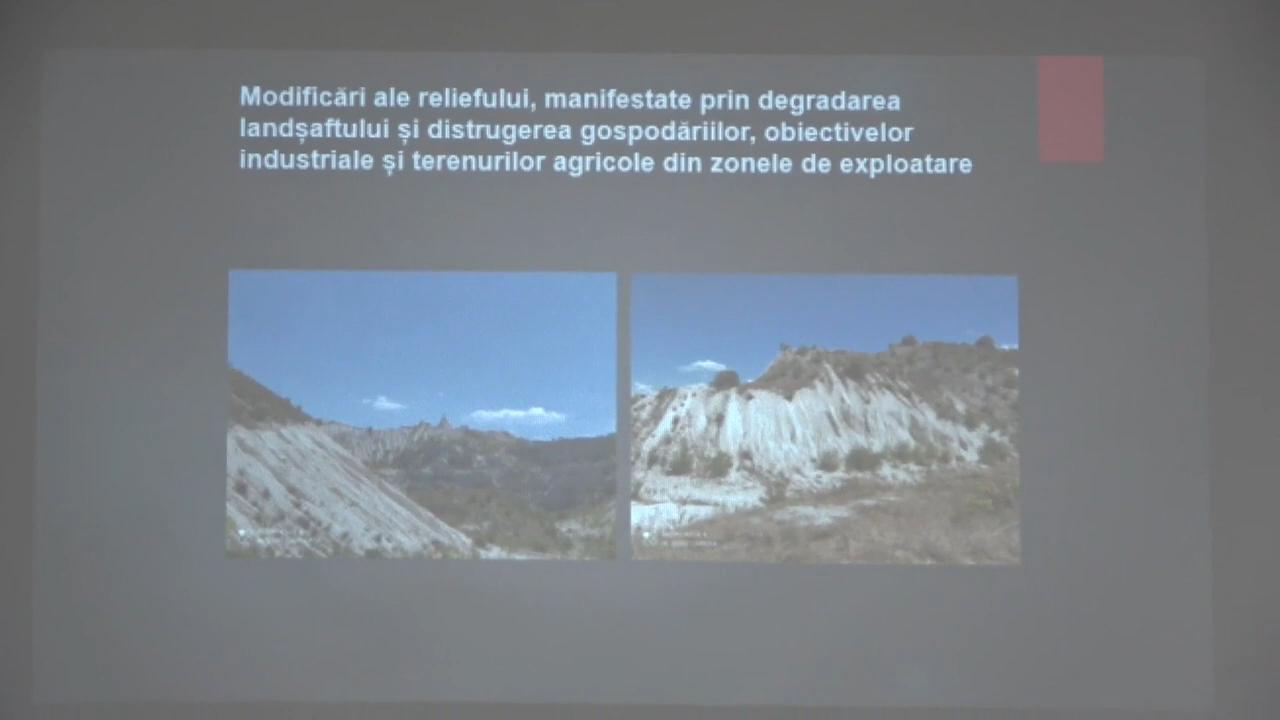 Modificări ale reliefului, manifestate prin degradarea
landșaftului și distrugerea gospodăriilor, obiectivelor
industriale și terenurilor agricole din zonele de exploatare